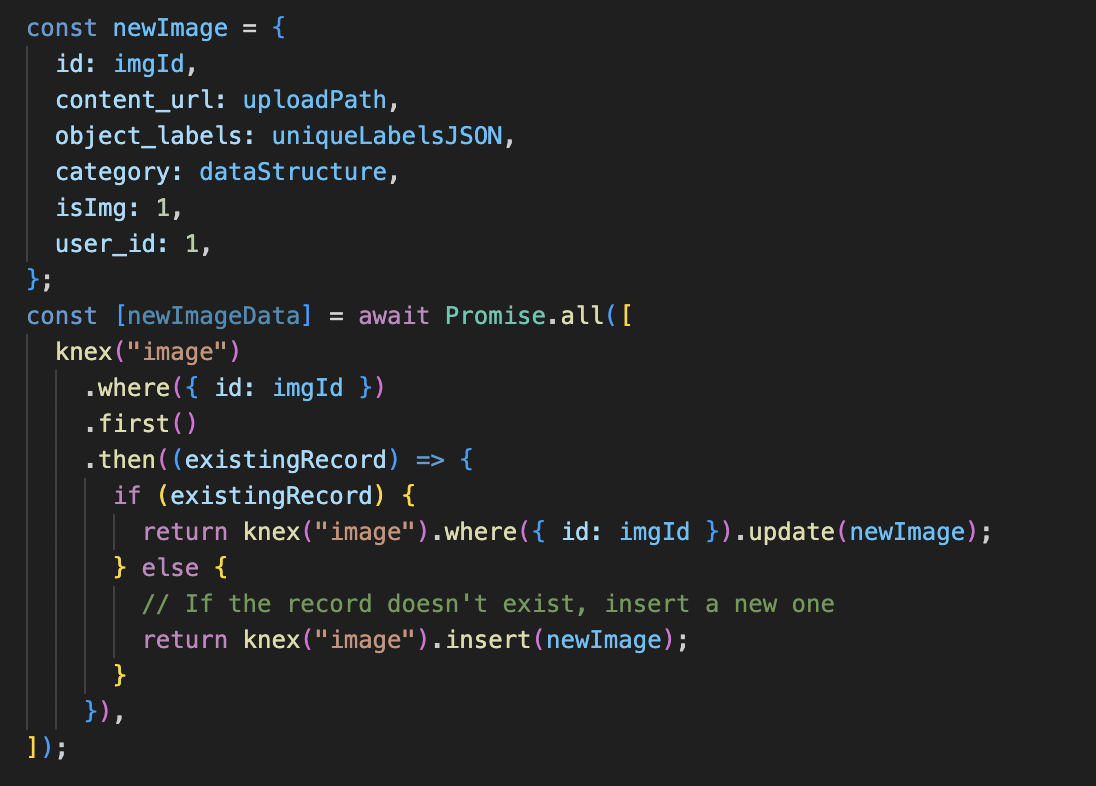 const newImage = {
  id: imgId,
  content_url: uploadPath,
  object_labels: uniqueLabelsJSON,
  category: dataStructure,
  isImg: 1,
  user_id: 1,
};
const [newImageData] = await Promise.all([
  knex("image")
    .where({ id: imgId })
    .first()
    .then((existingRecord) => {
      if (existingRecord) {
        return knex("image").where({ id: imgId }).update(newImage);
      } else {
        // If the record doesn't exist, insert a new one
        return knex("image").insert(newImage);
      }
    }),
]);